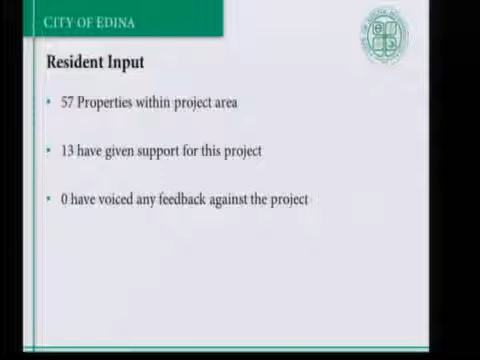 CITY OF EDINA
Resident Input
• 57 Properties within project area
• 13 have given support for this project
• 0 have voiced any feedback against the project